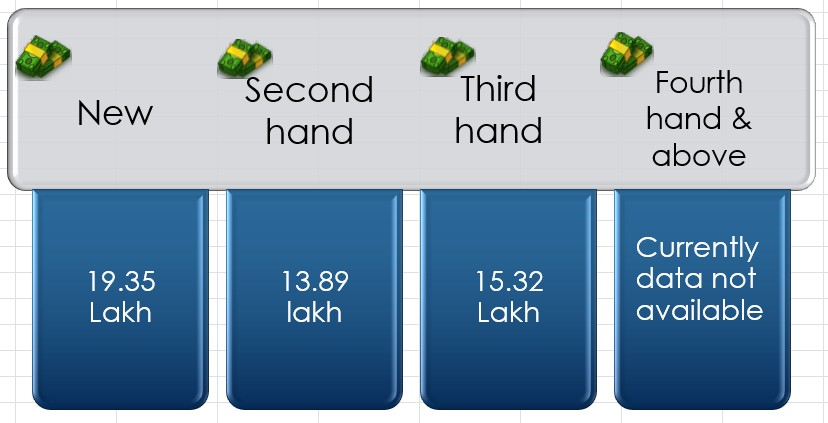 New
Second
hand
Third
hand
Fourth
hand &
above
19.35
Lakh
13.89
lakh
15.32
Lakh
Currently
data not
available